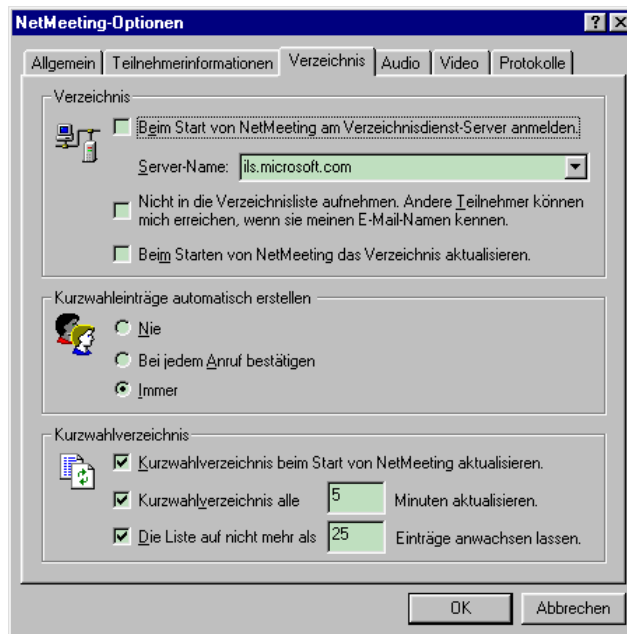 NetMeeting-Optionen
Allgemein Teilnehmerinformationen Verzeichnis Audio Video Protokolle
Verzeichnis
Beim Start von NetMeeting am Verzeichnisdienst-Server anmelden.
Server-Name: ils.microsoft.com
Nicht in die Verzeichnisliste aufnehmen. Andere Teilnehmer können
mich erreichen, wenn sie meinen E-Mail-Namen kennen.
Beim Starten von NetMeeting das Verzeichnis aktualisieren.
Kurzwahleinträge automatisch erstellen
Nie
Bei jedem Anruf bestätigen
Immer
Kurzwahlverzeichnis
Kurzwahlverzeichnis beim Start von NetMeeting aktualisieren.
Kurzwahlverzeichnis alle 5 Minuten aktualisieren.
Die Liste auf nicht mehr als 25 Einträge anwachsen lassen.
OK Abbrechen